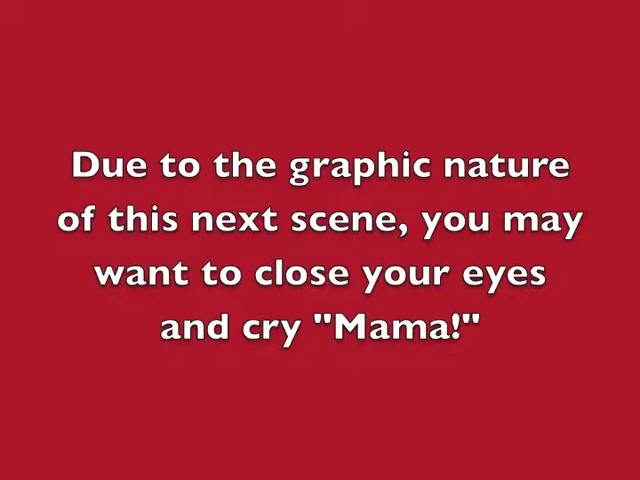 Due to the graphic nature
of this next scene, you may
want to close your eyes
and cry "Mama!"